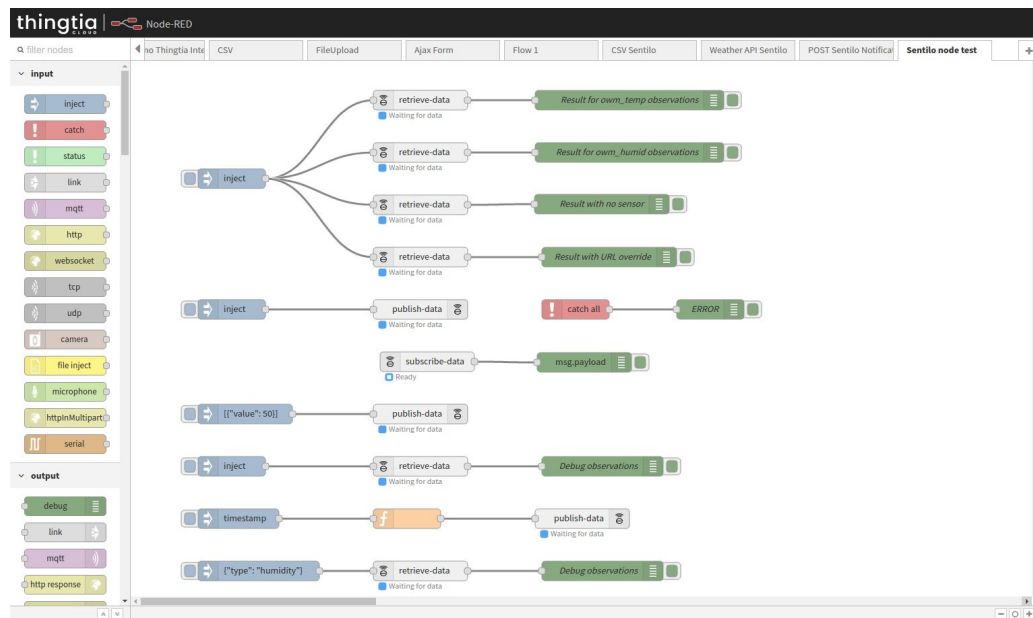 thingtia CLOUD Node-RED
filter nodes
no Thingtia Inte CSV FileUpload Ajax Form Flow 1 CSV Sentilo Weather API Sentilo POST Sentilo Notificat Sentilo node test
input
inject
catch
status
link
mqtt
http
websocket
tcp
udp
camera
file inject
microphone
httpInMultipart
serial
output
debug
link
mqtt
http response
retrieve-data Result for owm_temp observations
Waiting for data
retrieve-data Result for owm_humid observations
Waiting for data
inject
retrieve-data Result with no sensor
Waiting for data
retrieve-data Result with URL override
Waiting for data
inject publish-data catch all ERROR
Waiting for data
subscribe-data msg.payload
Ready
[{"value": 50}] publish-data
Waiting for data
inject retrieve-data Debug observations
Waiting for data
timestamp f publish-data
Waiting for data
{"type": "humidity"} retrieve-data Debug observations
Waiting for data